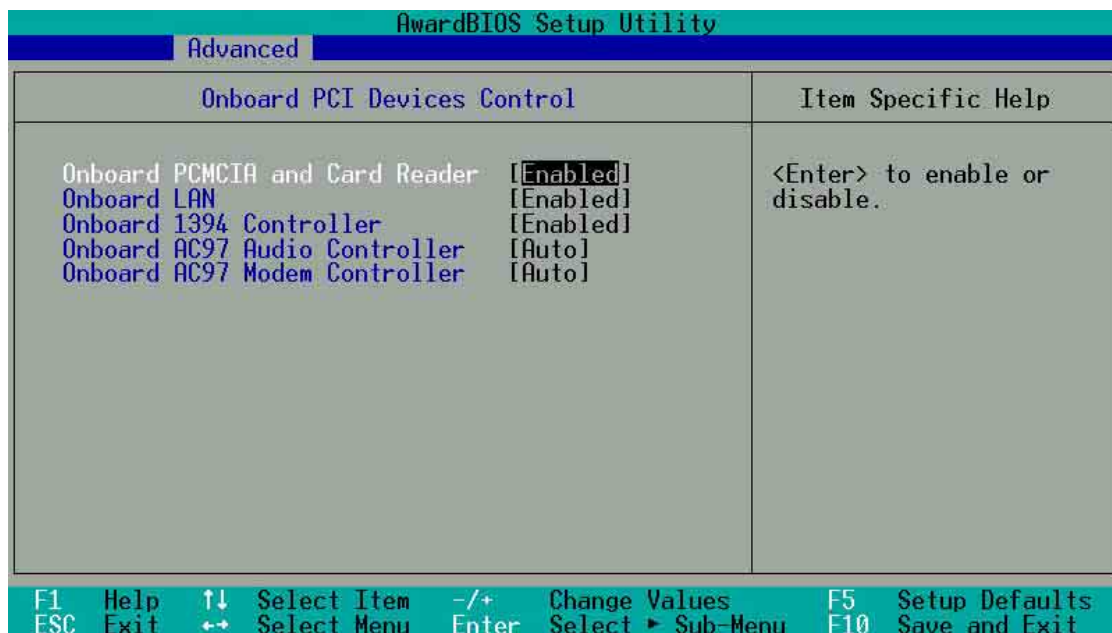 AwardBIOS Setup Utility
Advanced
Onboard PCI Devices Control
Item Specific Help
Onboard PCMCIA and Card Reader [Enabled]
Onboard LAN [Enabled]
Onboard 1394 Controller [Enabled]
Onboard AC97 Audio Controller [Auto]
Onboard AC97 Modem Controller [Auto]
<Enter> to enable or
disable.
F1 Help ↑↓ Select Item -/+ Change Values F5 Setup Defaults
ESC Exit ←→ Select Menu Enter Select ► Sub-Menu F10 Save and Exit